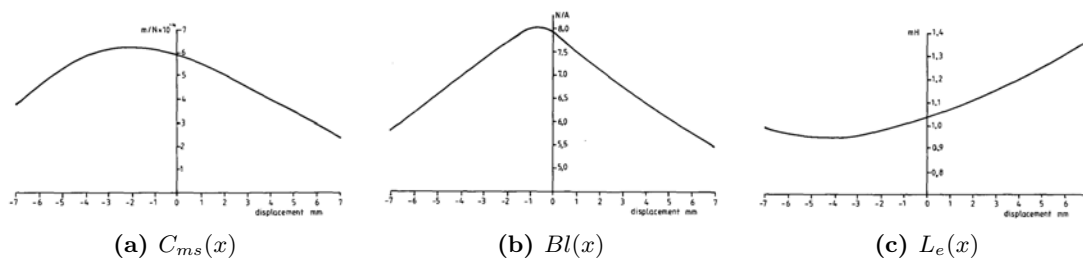 m/N×10⁻⁴
7
6
5
4
3
2
1
-7 -6 -5 -4 -3 -2 -1 0 1 2 3 4 5 6 7
displacement mm
(a) C_ms(x)
N/A
8,0
7,5
7,0
6,5
6,0
5,5
5,0
-7 -6 -5 -4 -3 -2 -1 0 1 2 3 4 5 6 7
displacement mm
(b) Bl(x)
mH
1,4
1,3
1,2
1,1
1,0
0,9
0,8
-7 -6 -5 -4 -3 -2 -1 0 1 2 3 4 5 6
displacement mm
(c) L_e(x)